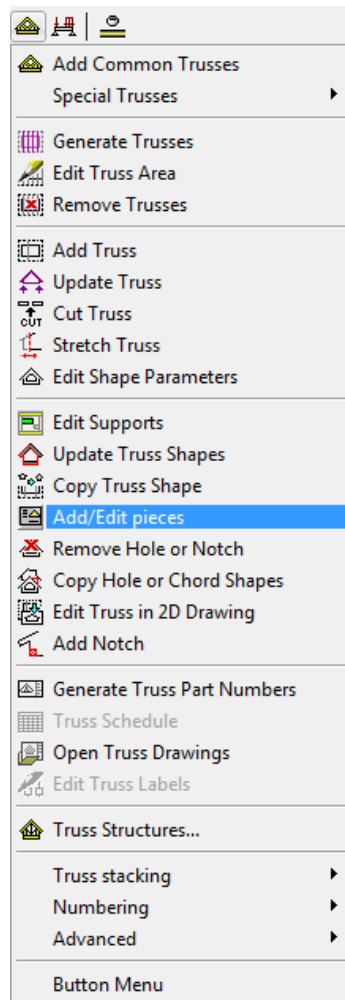 Add Common Trusses
Special Trusses
Generate Trusses
Edit Truss Area
Remove Trusses
Add Truss
Update Truss
CUT
Cut Truss
Stretch Truss
Edit Shape Parameters
Edit Supports
Update Truss Shapes
Copy Truss Shape
Add/Edit pieces
Remove Hole or Notch
Copy Hole or Chord Shapes
Edit Truss in 2D Drawing
Add Notch
Generate Truss Part Numbers
Truss Schedule
Open Truss Drawings
Edit Truss Labels
Truss Structures...
Truss stacking
Numbering
Advanced
Button Menu